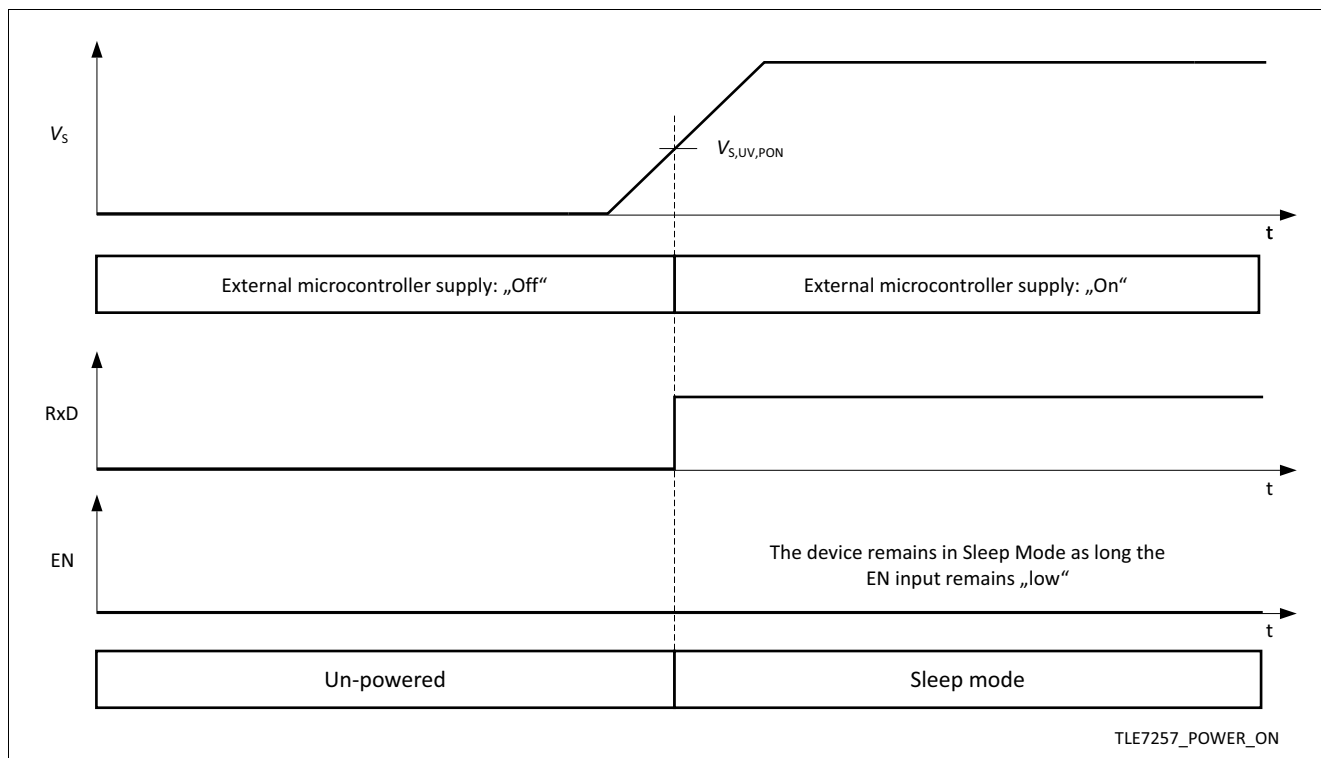 V_S
V_S,UV,PON
t
External microcontroller supply: „Off“
External microcontroller supply: „On“
RxD
t
EN
The device remains in Sleep Mode as long the
EN input remains „low“
t
Un-powered
Sleep mode
TLE7257_POWER_ON